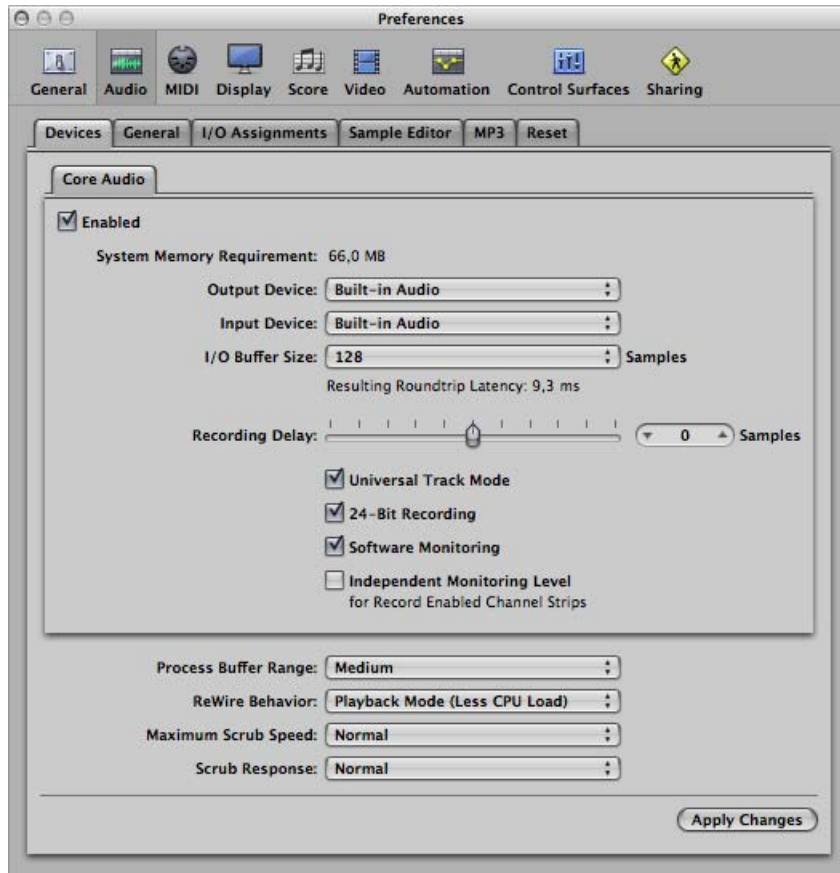 Preferences
General Audio MIDI Display Score Video Automation Control Surfaces Sharing
Devices General I/O Assignments Sample Editor MP3 Reset
Core Audio
Enabled
System Memory Requirement: 66,0 MB
Output Device: Built-in Audio
Input Device: Built-in Audio
I/O Buffer Size: 128 Samples
Resulting Roundtrip Latency: 9,3 ms
Recording Delay: 0 Samples
Universal Track Mode
24-Bit Recording
Software Monitoring
Independent Monitoring Level
for Record Enabled Channel Strips
Process Buffer Range: Medium
ReWire Behavior: Playback Mode (Less CPU Load)
Maximum Scrub Speed: Normal
Scrub Response: Normal
Apply Changes